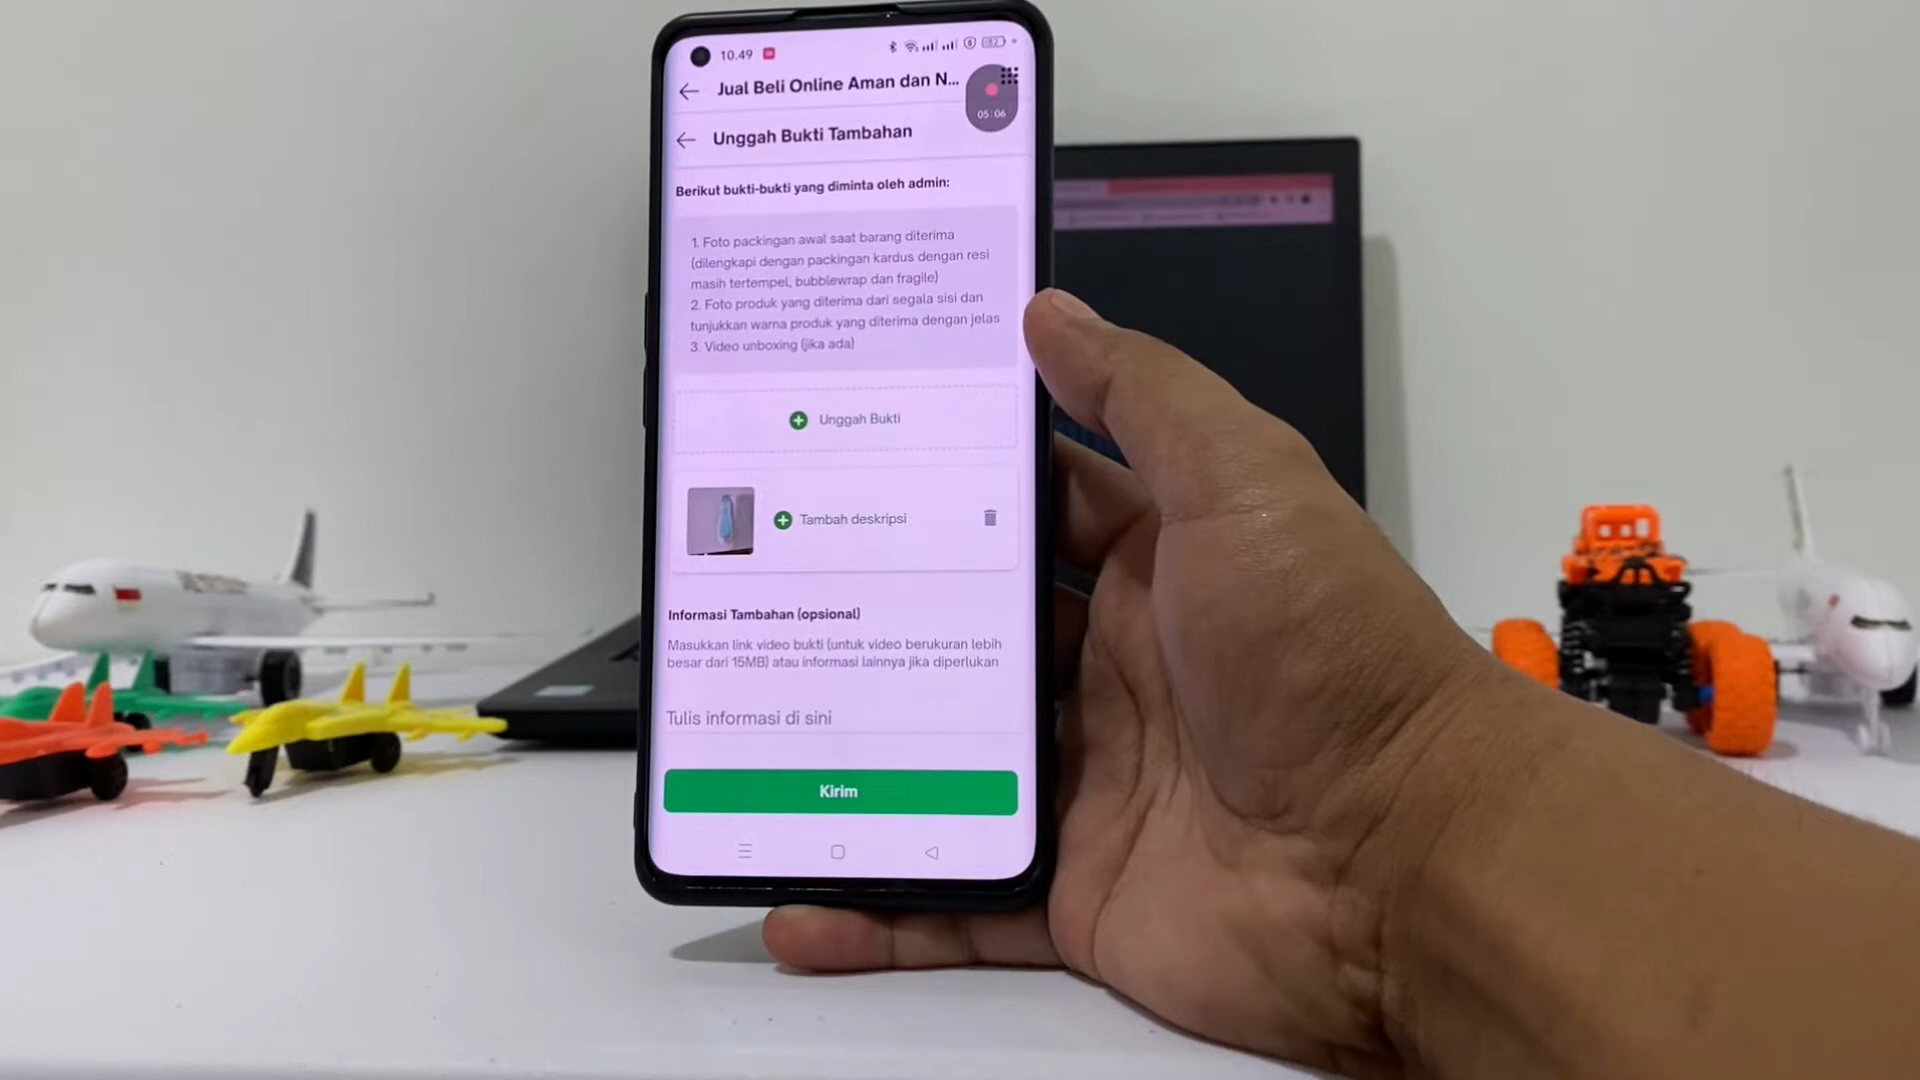 10.49
Jual Beli Online Aman dan N...
05:06
Unggah Bukti Tambahan
Berikut bukti-bukti yang diminta oleh admin:
1. Foto packingan awal saat barang diterima
(dilengkapi dengan packingan kardus dengan resi
masih tertempel, bubblewrap dan fragile)
2. Foto produk yang diterima dari segala sisi dan
tunjukkan warna produk yang diterima dengan jelas
3. Video unboxing (jika ada)
Unggah Bukti
Tambah deskripsi
Informasi Tambahan (opsional)
Masukkan link video bukti (untuk video berukuran lebih
besar dari 15MB) atau informasi lainnya jika diperlukan
Tulis informasi di sini
Kirim